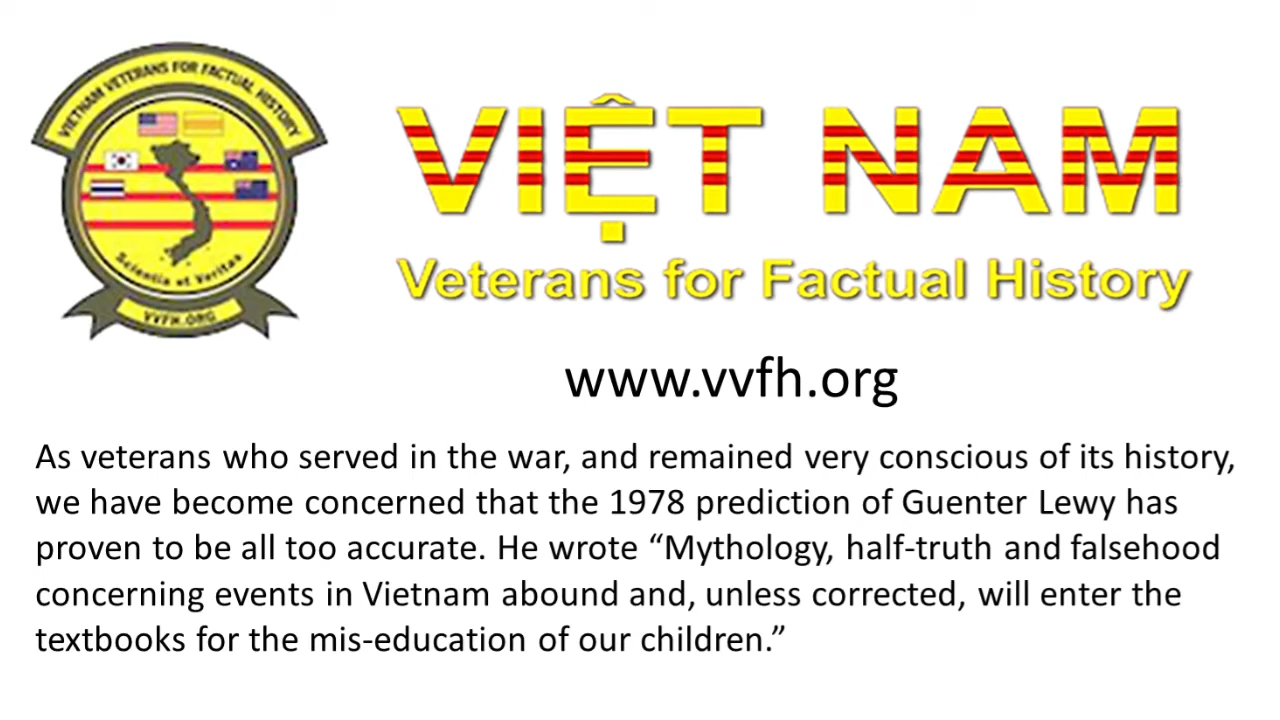 VIETNAM VETERANS FOR FACTUAL HISTORY
Scientia et Veritas
VVFH.ORG
VIỆT NAM
Veterans for Factual History
www.vvfh.org
As veterans who served in the war, and remained very conscious of its history,
we have become concerned that the 1978 prediction of Guenter Lewy has
proven to be all too accurate. He wrote “Mythology, half-truth and falsehood
concerning events in Vietnam abound and, unless corrected, will enter the
textbooks for the mis-education of our children.”